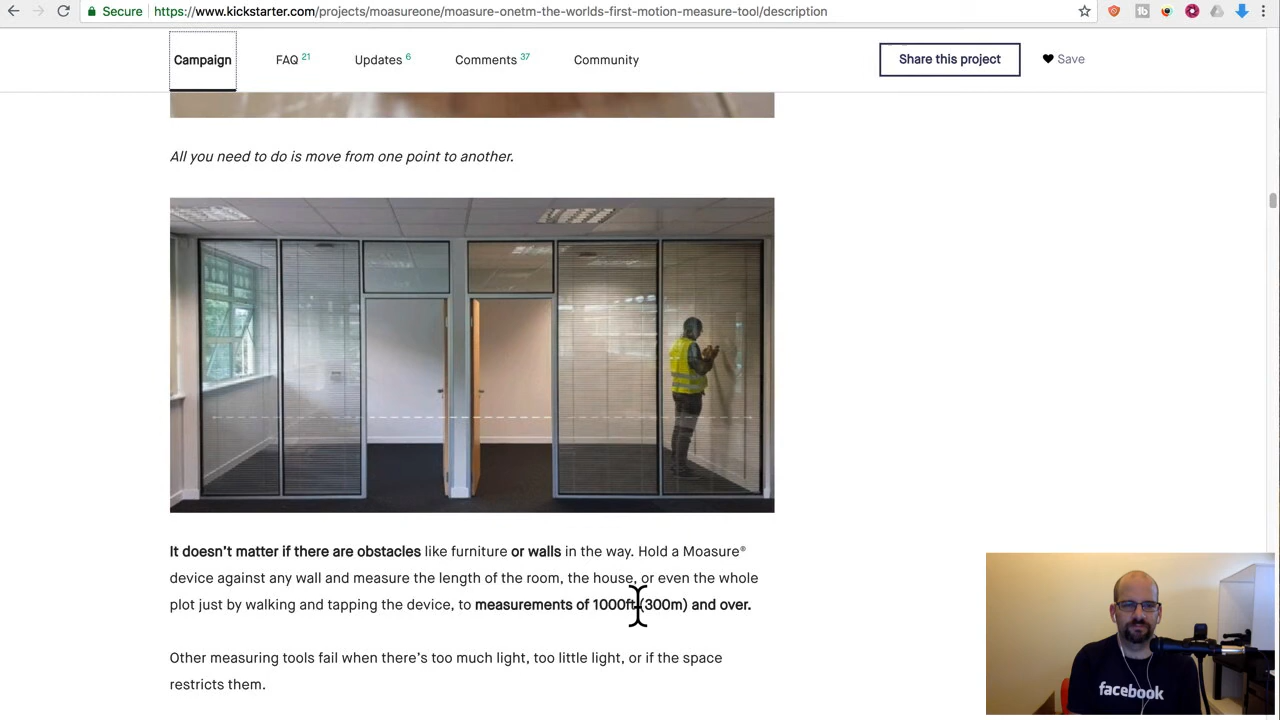 Secure https://www.kickstarter.com/projects/moasureone/moasure-onetm-the-worlds-first-motion-measure-tool/description
Campaign FAQ 21 Updates 6 Comments 37 Community Share this project Save
All you need to do is move from one point to another.
It doesn't matter if there are obstacles like furniture or walls in the way. Hold a Moasure®
device against any wall and measure the length of the room, the house, or even the whole
plot just by walking and tapping the device, to measurements of 1000ft (300m) and over.
Other measuring tools fail when there's too much light, too little light, or if the space
restricts them.
facebook